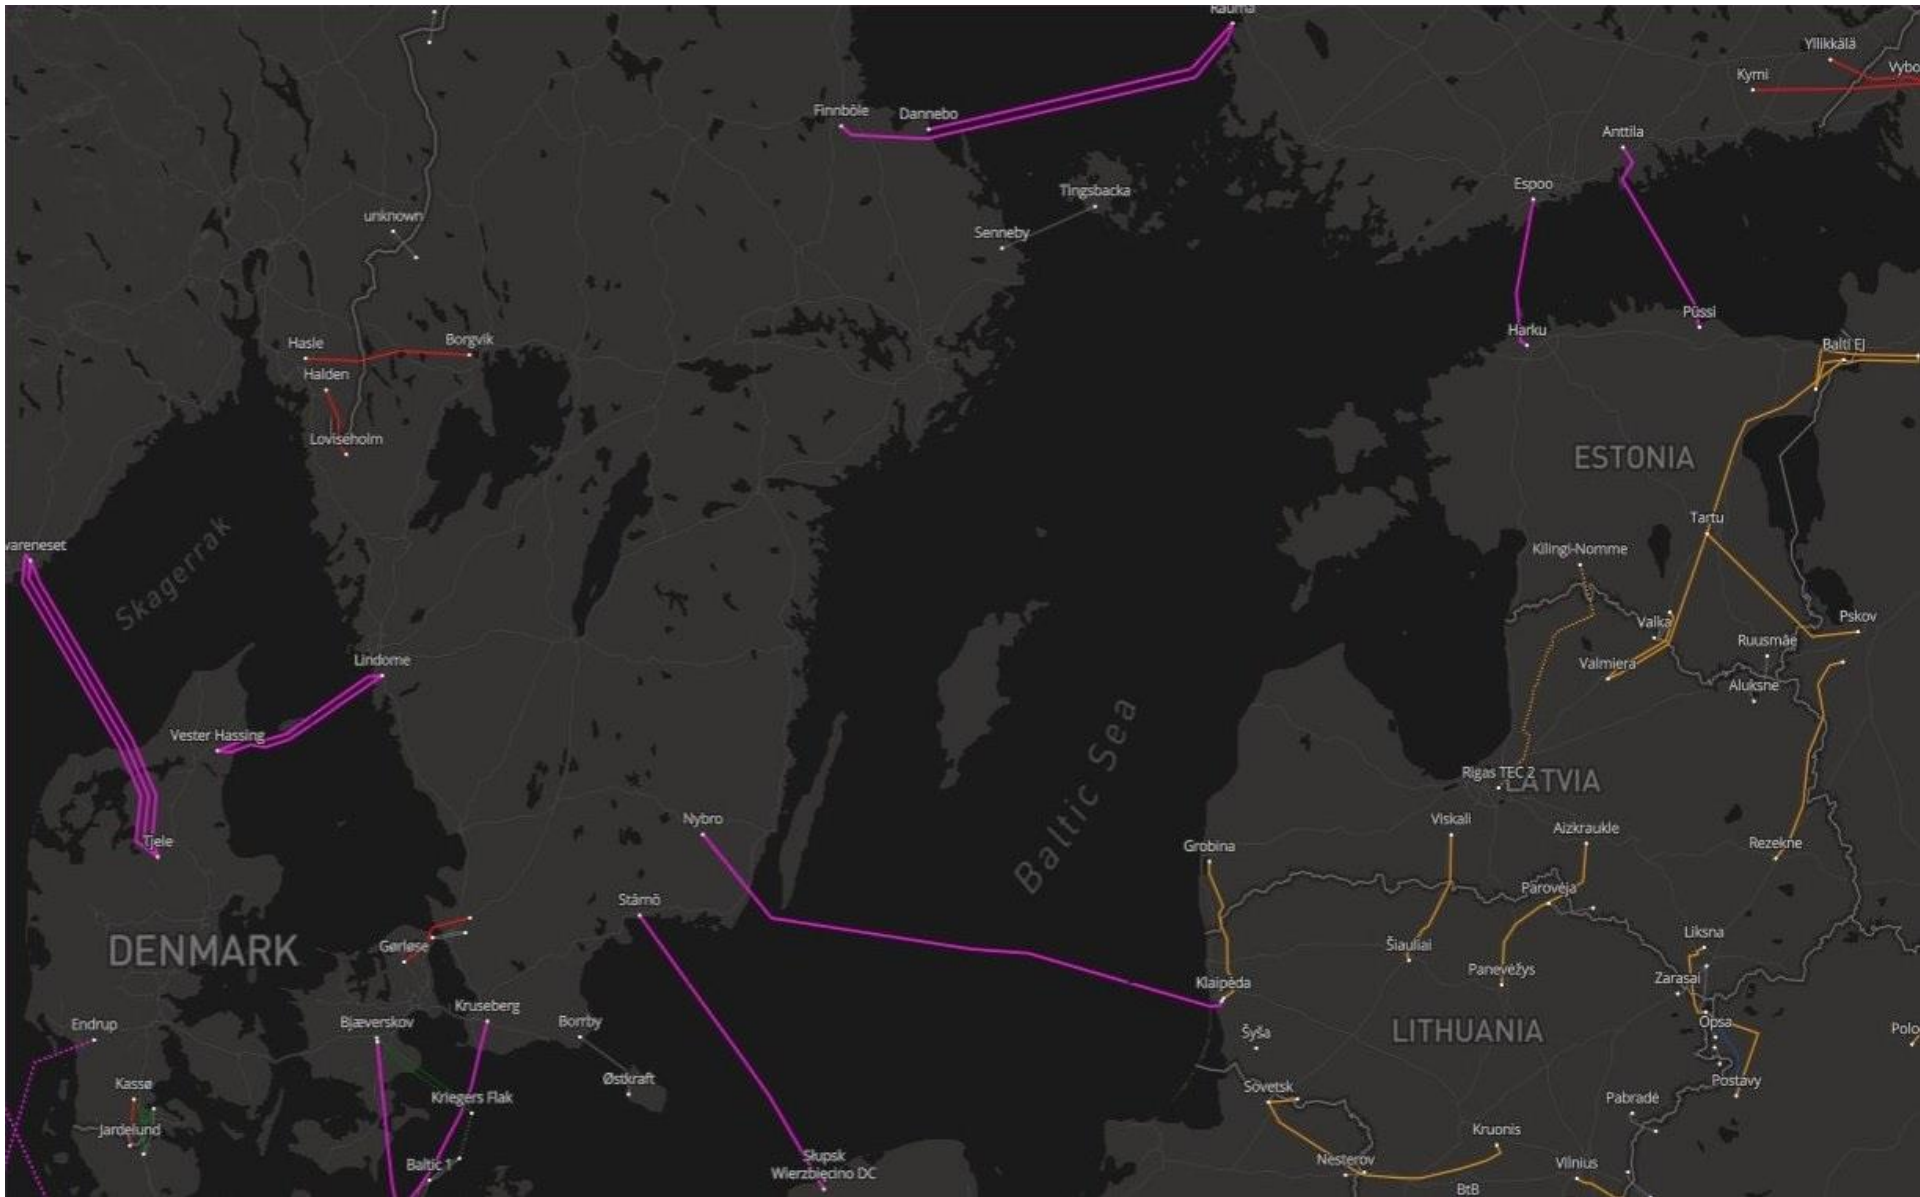 Rauma
Yllikkälä
Kymi
Vybo
Finnböle
Dannebo
Anttila
Espoo
Tingsbacka
Senneby
unknown
Püssi
Harku
Balti EJ
Hasle
Borgvik
Halden
Loviseholm
ESTONIA
Tartu
vareneset
Skagerrak
Kilingi-Nomme
Valka
Pskov
Ruusmäe
Valmiera
Aluksne
Lindome
Vester Hassing
Baltic Sea
Rigas TEC 2
LATVIA
Tjele
Nybro
Viskali
Aizkraukle
Grobina
Rezekne
Parovėja
Stärnö
DENMARK
Gørløse
Šiauliai
Liksna
Panevėžys
Zarasai
Klaipėda
Kruseberg
Endrup
Bjæverskov
Borrby
Šyša
LITHUANIA
Opsa
Polo
Kassø
Østkraft
Sovetsk
Postavy
Kriegers Flak
Pabradė
Jardelund
Kruonis
Baltic 1
Słupsk
Wierzbięcino DC
Nesterov
Vilnius
BtB